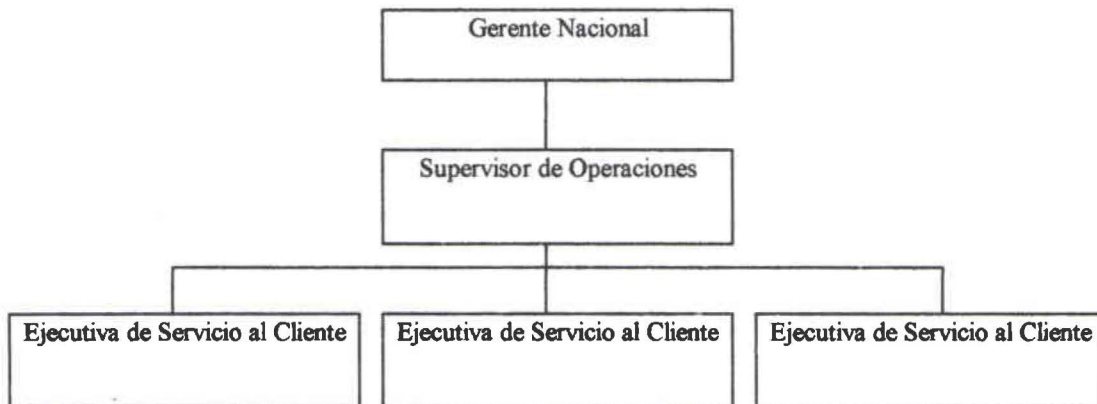 Gerente Nacional
Supervisor de Operaciones
Ejecutiva de Servicio al Cliente
Ejecutiva de Servicio al Cliente
Ejecutiva de Servicio al Cliente